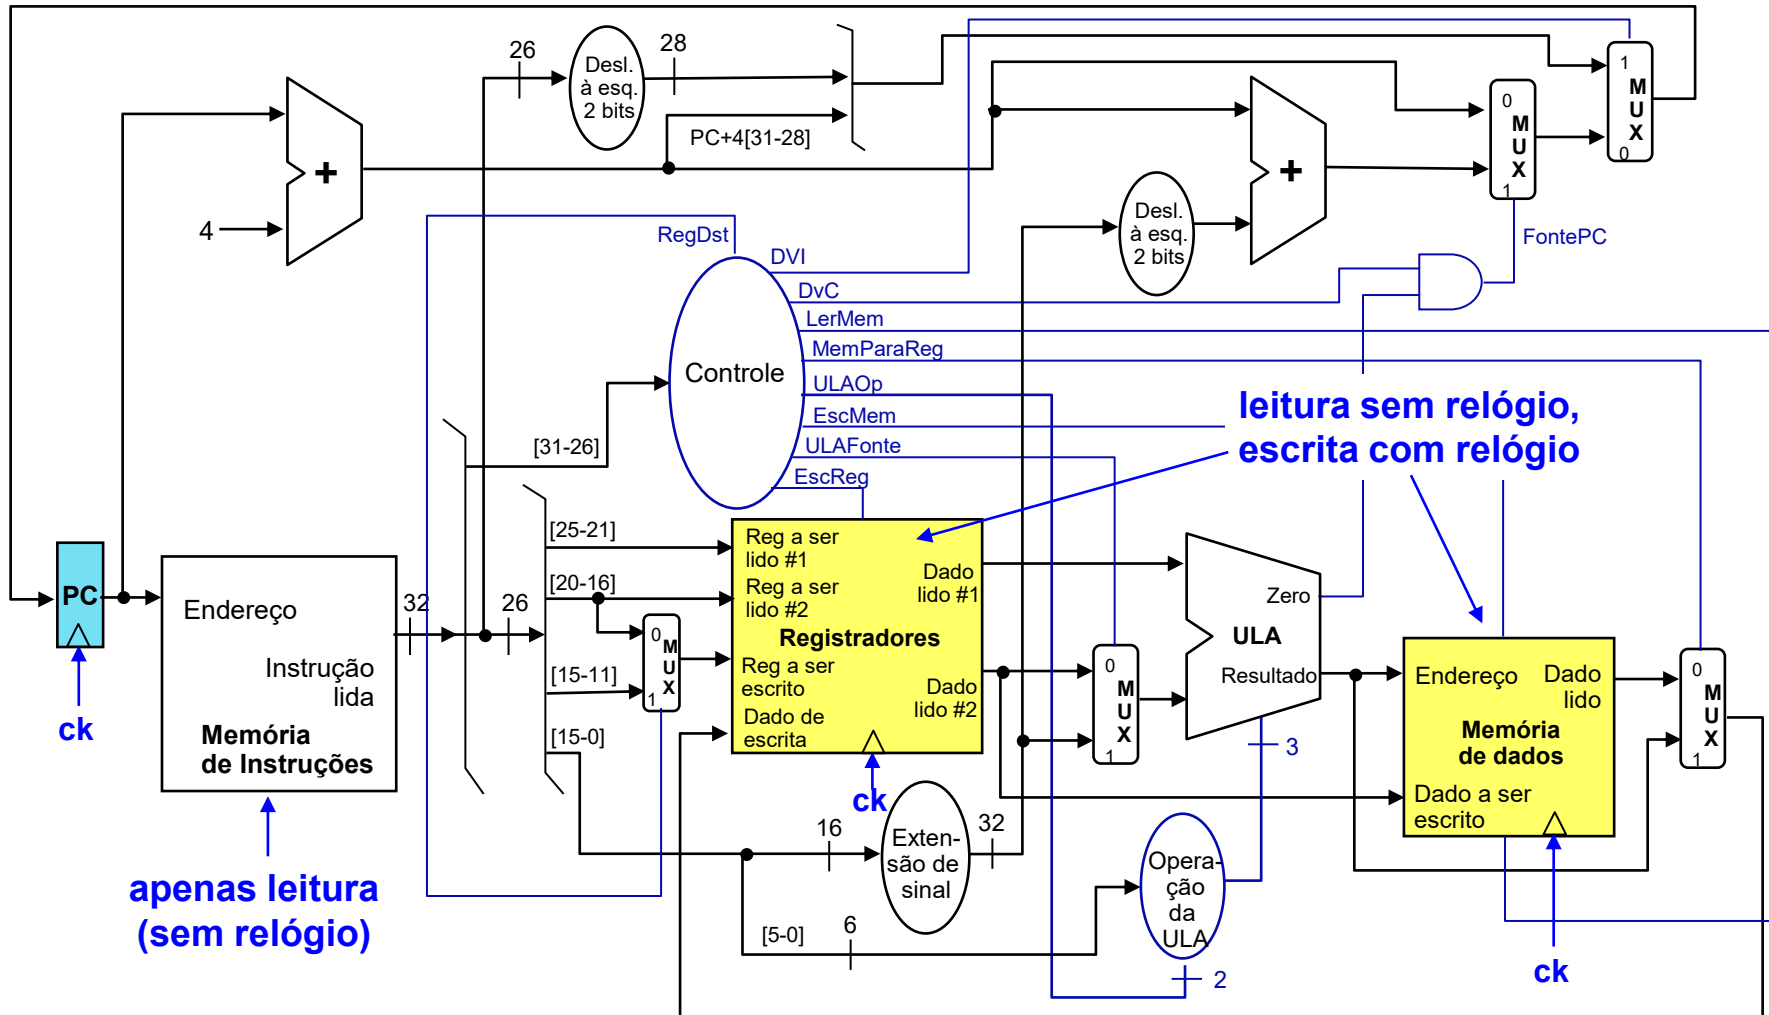 26
28
Desl.
à esq.
2 bits
PC+4[31-28]
+
4
1
M
U
X
0
0
M
U
X
1
+
Desl.
à esq.
2 bits
FontePC
RegDst
DVI
DvC
LerMem
MemParaReg
ULAOp
EscMem
ULAFonte
EscReg
Controle
leitura sem relógio,
escrita com relógio
[31-26]
[25-21]
[20-16]
[15-11]
[15-0]
PC
ck
Endereço
Instrução
lida
Memória
de Instruções
32
26
apenas leitura
(sem relógio)
0
M
U
X
1
Reg a ser
lido #1
Reg a ser
lido #2
Registradores
Reg a ser
escrito
Dado de
escrita
Dado
lido #1
Dado
lido #2
ck
0
M
U
X
1
Zero
ULA
Resultado
3
Endereço
Dado
lido
Memória
de dados
Dado a ser
escrito
ck
0
M
U
X
1
16
Exten-
são de
sinal
32
Opera-
ção
da
ULA
[5-0]
6
2